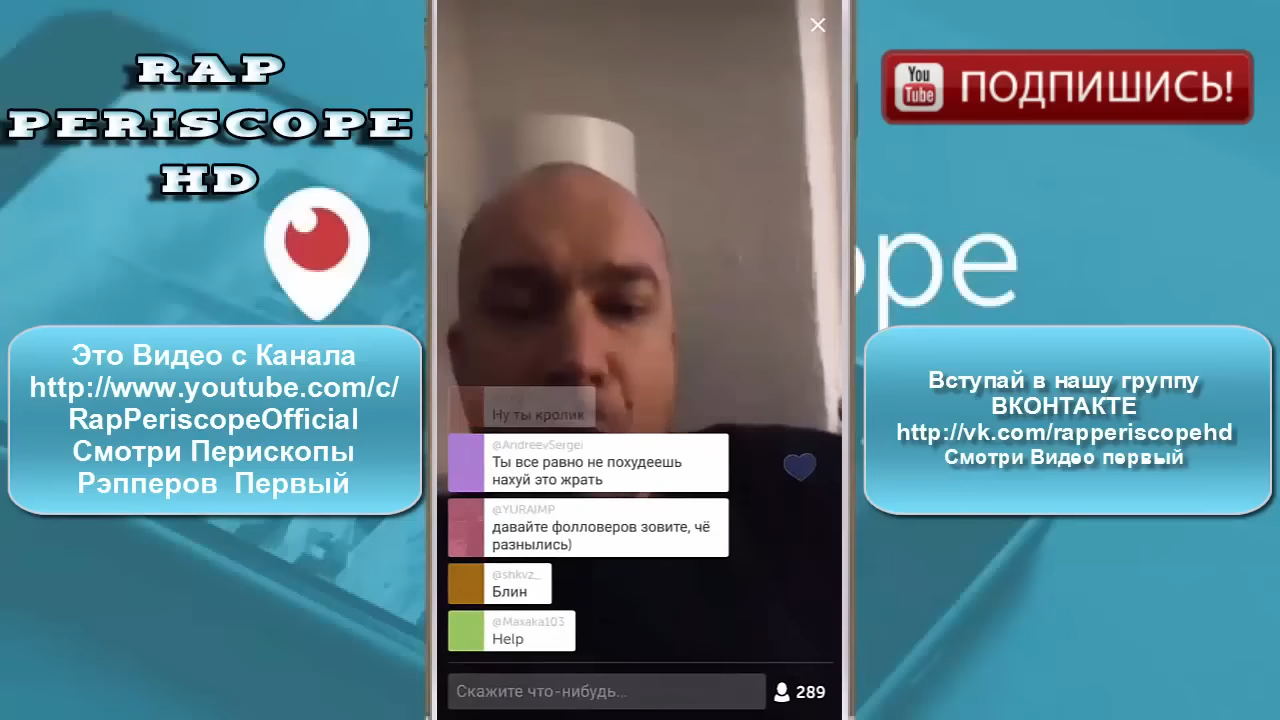 RAP
PERISCOPE
HD
Это Видео с Канала
http://www.youtube.com/c/
RapPeriscopeOfficial
Смотри Перископы
Рэпперов Первый
Ну ты кролик
@AndreevSergei
Ты все равно не похудеешь
нахуй это жрать
@YURAIMP
давайте фолловеров зовите, чё
разнылись)
@shkvz_
Блин
@Maxaka103
Help
Скажите что-нибудь...
289
You
Tube
ПОДПИШИСЬ!
ope
Вступай в нашу группу
ВКОНТАКТЕ
http://vk.com/rapperiscopehd
Смотри Видео первый